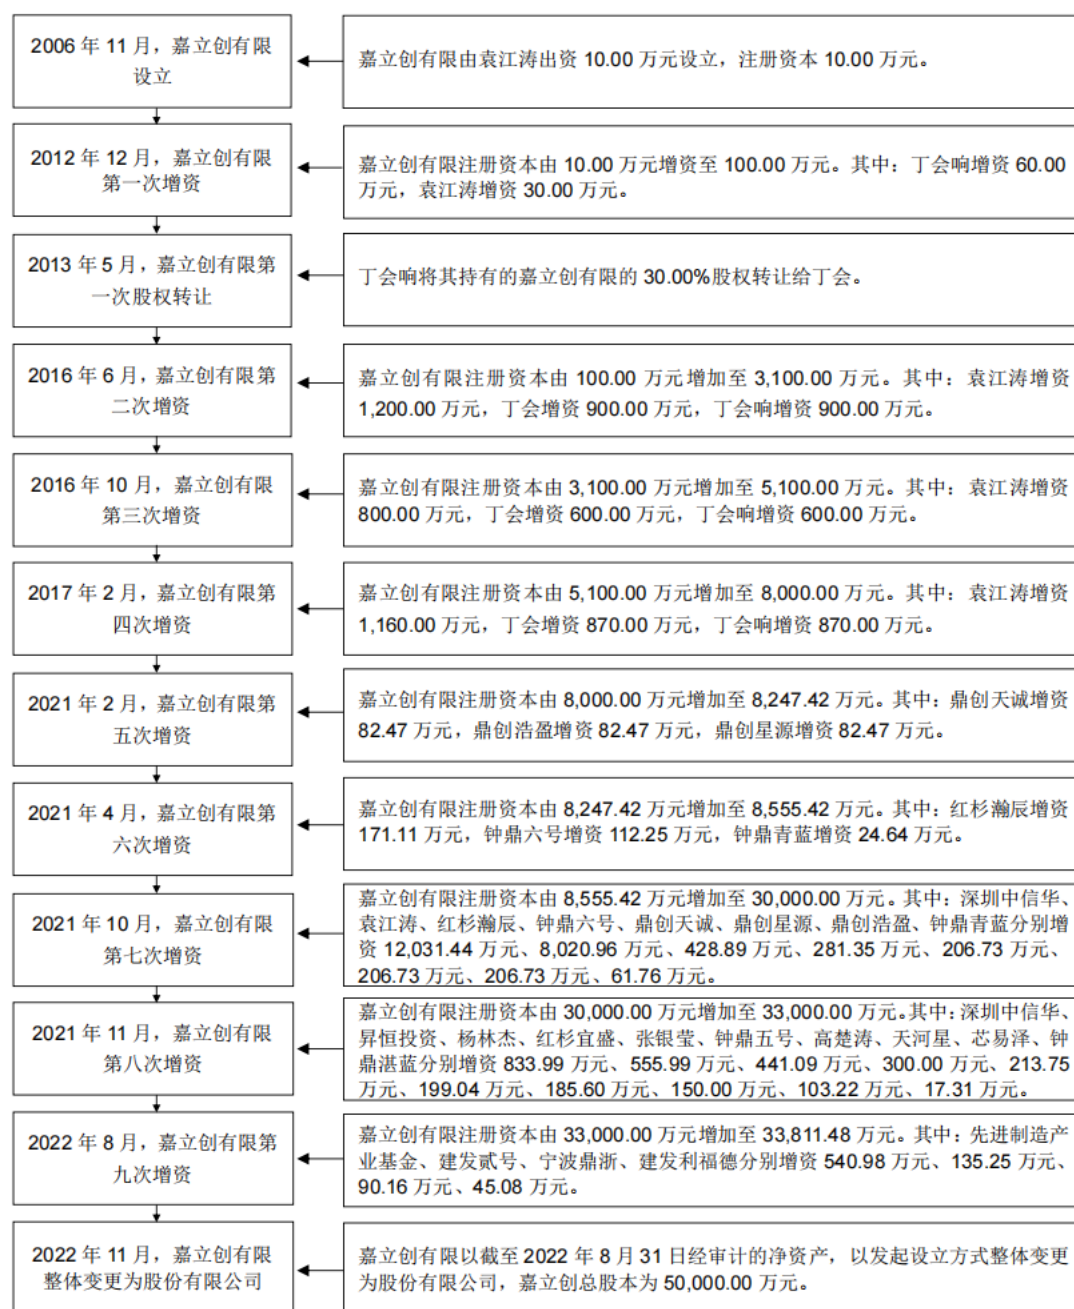 2006 年 11 月，嘉立创有限
设立
嘉立创有限由袁江涛出资 10.00 万元设立，注册资本 10.00 万元。
2012 年 12 月，嘉立创有限
第一次增资
嘉立创有限注册资本由 10.00 万元增资至 100.00 万元。其中：丁会响增资 60.00
万元，袁江涛增资 30.00 万元。
2013 年 5 月，嘉立创有限第
一次股权转让
丁会响将其持有的嘉立创有限的 30.00%股权转让给丁会。
2016 年 6 月，嘉立创有限第
二次增资
嘉立创有限注册资本由 100.00 万元增加至 3,100.00 万元。其中：袁江涛增资
1,200.00 万元，丁会增资 900.00 万元，丁会响增资 900.00 万元。
2016 年 10 月，嘉立创有限
第三次增资
嘉立创有限注册资本由 3,100.00 万元增加至 5,100.00 万元。其中：袁江涛增资
800.00 万元，丁会增资 600.00 万元，丁会响增资 600.00 万元。
2017 年 2 月，嘉立创有限第
四次增资
嘉立创有限注册资本由 5,100.00 万元增加至 8,000.00 万元。其中：袁江涛增资
1,160.00 万元，丁会增资 870.00 万元，丁会响增资 870.00 万元。
2021 年 2 月，嘉立创有限第
五次增资
嘉立创有限注册资本由 8,000.00 万元增加至 8,247.42 万元。其中：鼎创天诚增资
82.47 万元，鼎创浩盈增资 82.47 万元，鼎创星源增资 82.47 万元。
2021 年 4 月，嘉立创有限第
六次增资
嘉立创有限注册资本由 8,247.42 万元增加至 8,555.42 万元。其中：红杉瀚辰增资
171.11 万元，钟鼎六号增资 112.25 万元，钟鼎青蓝增资 24.64 万元。
2021 年 10 月，嘉立创有限
第七次增资
嘉立创有限注册资本由 8,555.42 万元增加至 30,000.00 万元。其中：深圳中信华、
袁江涛、红杉瀚辰、钟鼎六号、鼎创天诚、鼎创星源、鼎创浩盈、钟鼎青蓝分别增
资 12,031.44 万元、8,020.96 万元、428.89 万元、281.35 万元、206.73 万元、
206.73 万元、206.73 万元、61.76 万元。
2021 年 11 月，嘉立创有限
第八次增资
嘉立创有限注册资本由 30,000.00 万元增加至 33,000.00 万元。其中：深圳中信华、
昇恒投资、杨林杰、红杉宜盛、张银莹、钟鼎五号、高楚涛、天河星、芯易泽、钟
鼎湛蓝分别增资 833.99 万元、555.99 万元、441.09 万元、300.00 万元、213.75
万元、199.04 万元、185.60 万元、150.00 万元、103.22 万元、17.31 万元。
2022 年 8 月，嘉立创有限第
九次增资
嘉立创有限注册资本由 33,000.00 万元增加至 33,811.48 万元。其中：先进制造产
业基金、建发贰号、宁波鼎浙、建发利福德分别增资 540.98 万元、135.25 万元、
90.16 万元、45.08 万元。
2022 年 11 月，嘉立创有限
整体变更为股份有限公司
嘉立创有限以截至 2022 年 8 月 31 日经审计的净资产，以发起设立方式整体变更
为股份有限公司，嘉立创总股本为 50,000.00 万元。